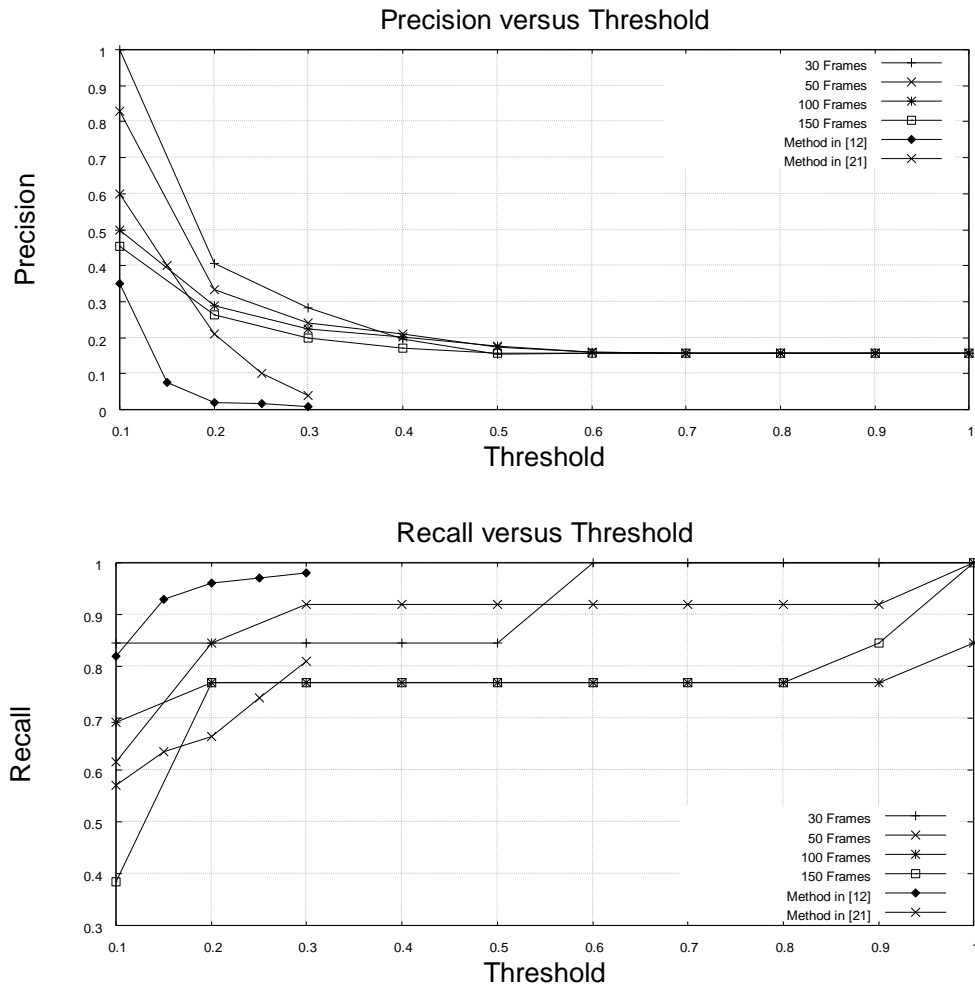 Precision versus Threshold
1
0.9
0.8
0.7
0.6
0.5
0.4
0.3
0.2
0.1
0
Precision
30 Frames
50 Frames
100 Frames
150 Frames
Method in [12]
Method in [21]
0.1 0.2 0.3 0.4 0.5 0.6 0.7 0.8 0.9 1
Threshold
Recall versus Threshold
1
0.9
0.8
0.7
0.6
0.5
0.4
0.3
Recall
30 Frames
50 Frames
100 Frames
150 Frames
Method in [12]
Method in [21]
0.1 0.2 0.3 0.4 0.5 0.6 0.7 0.8 0.9 1
Threshold